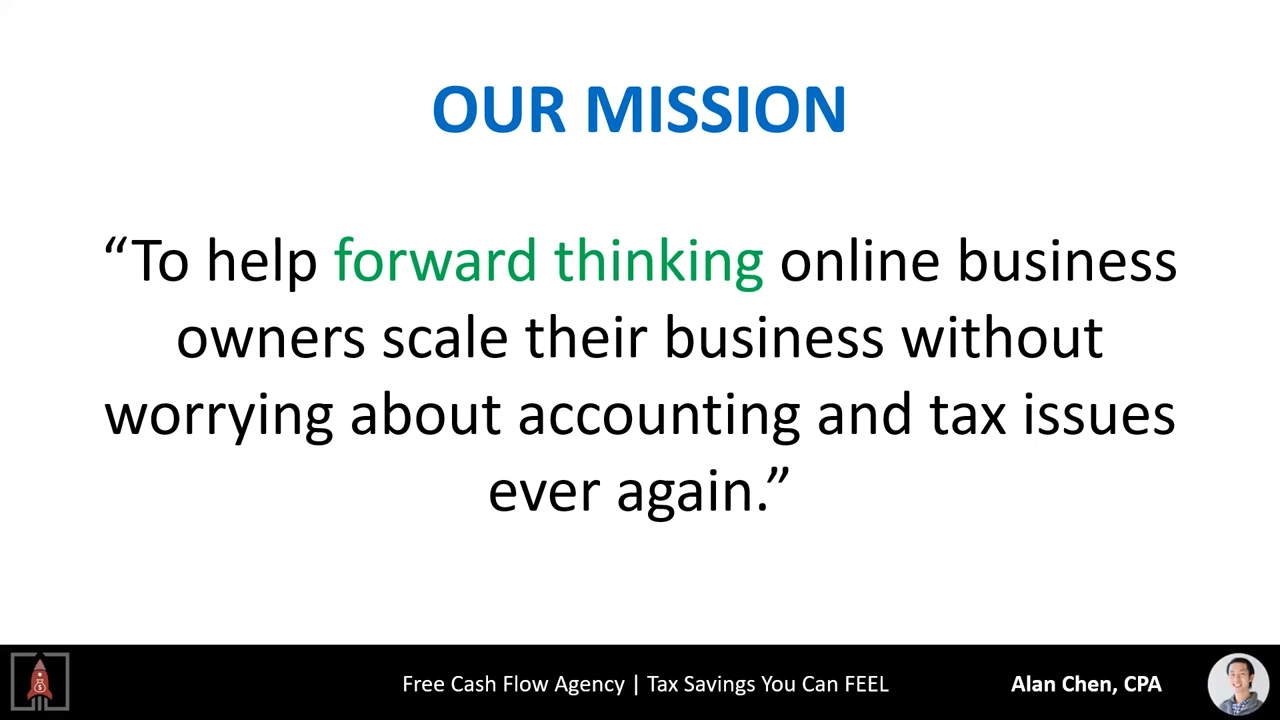 OUR MISSION
“To help forward thinking online business
owners scale their business without
worrying about accounting and tax issues
ever again.”
Free Cash Flow Agency | Tax Savings You Can FEEL
Alan Chen, CPA